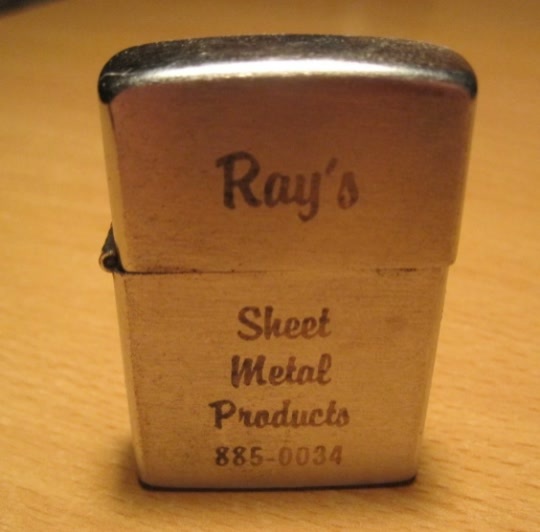 Ray's
Sheet
Metal
Products
885-0034